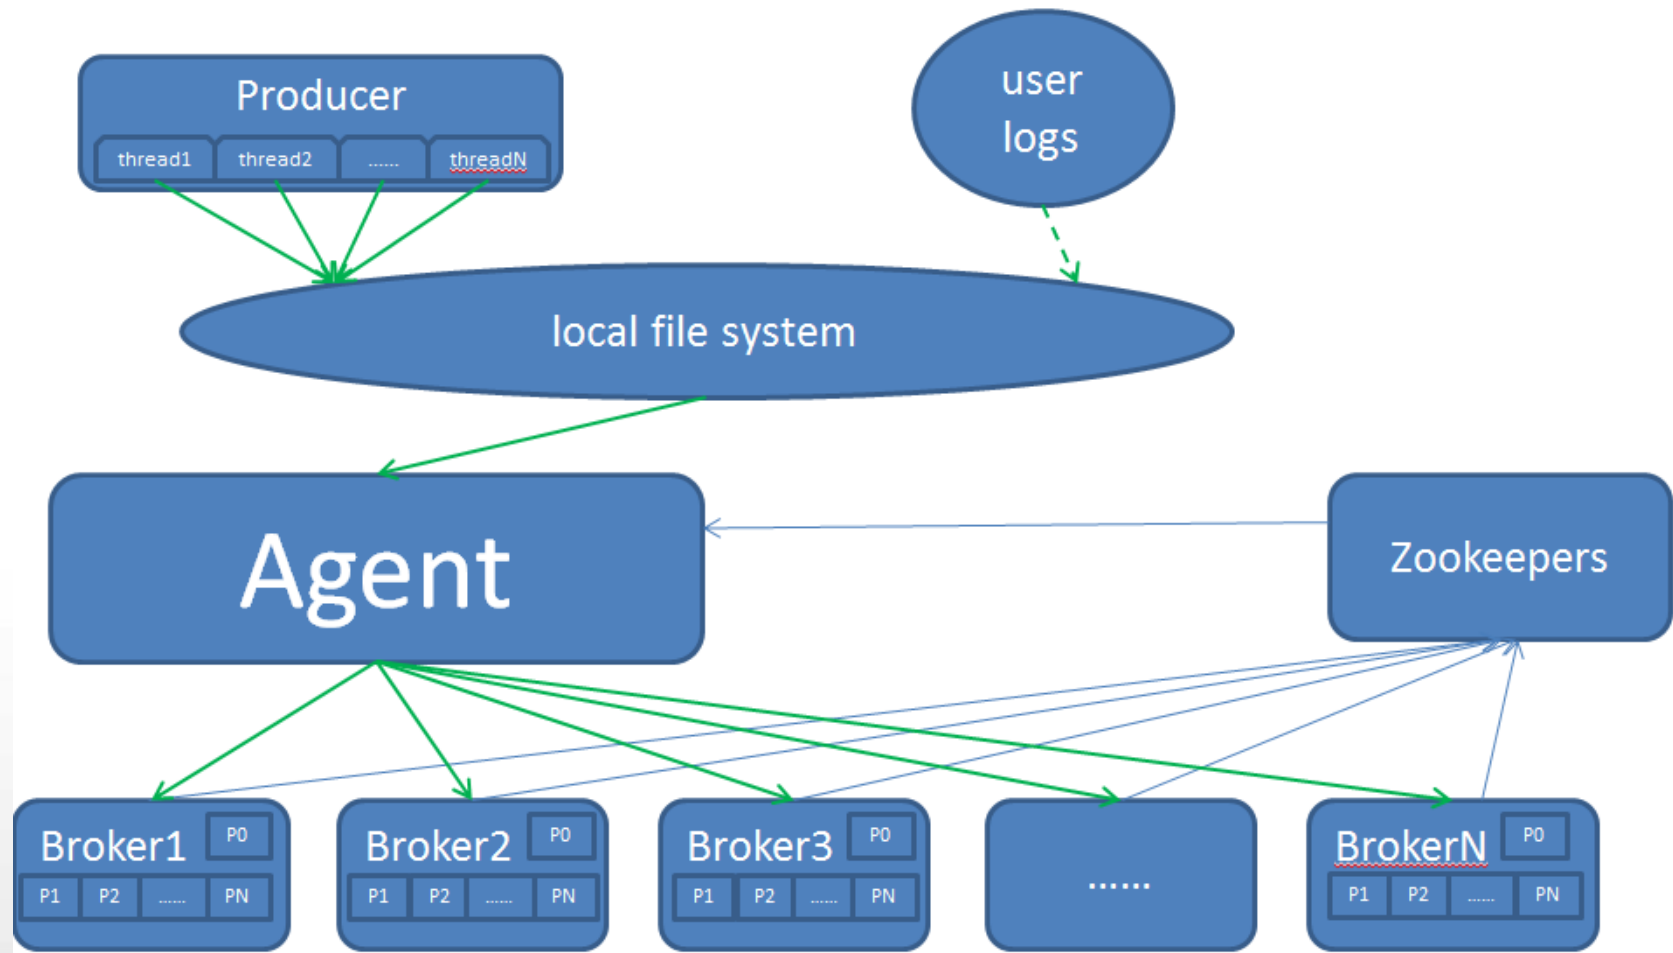 Producer
thread1 thread2 ...... threadN
user
logs
local file system
Agent
Zookeepers
Broker1 P0
P1 P2 ...... PN
Broker2 P0
P1 P2 ...... PN
Broker3 P0
P1 P2 ...... PN
......
BrokerN P0
P1 P2 ...... PN